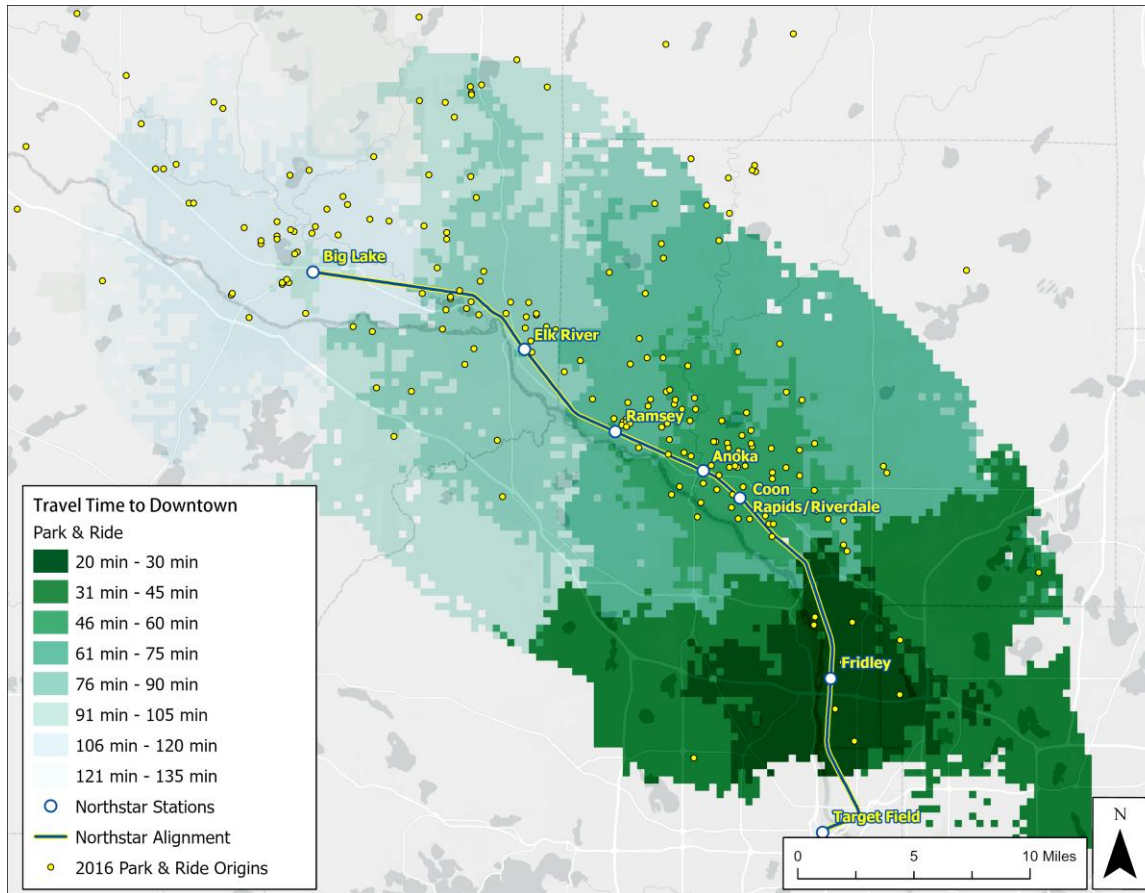 Big Lake
Elk River
Ramsey
Anoka
Coon
Rapids/Riverdale
Fridley
Target Field
Travel Time to Downtown
Park & Ride
20 min - 30 min
31 min - 45 min
46 min - 60 min
61 min - 75 min
76 min - 90 min
91 min - 105 min
106 min - 120 min
121 min - 135 min
Northstar Stations
Northstar Alignment
2016 Park & Ride Origins
0 5 10 Miles
N